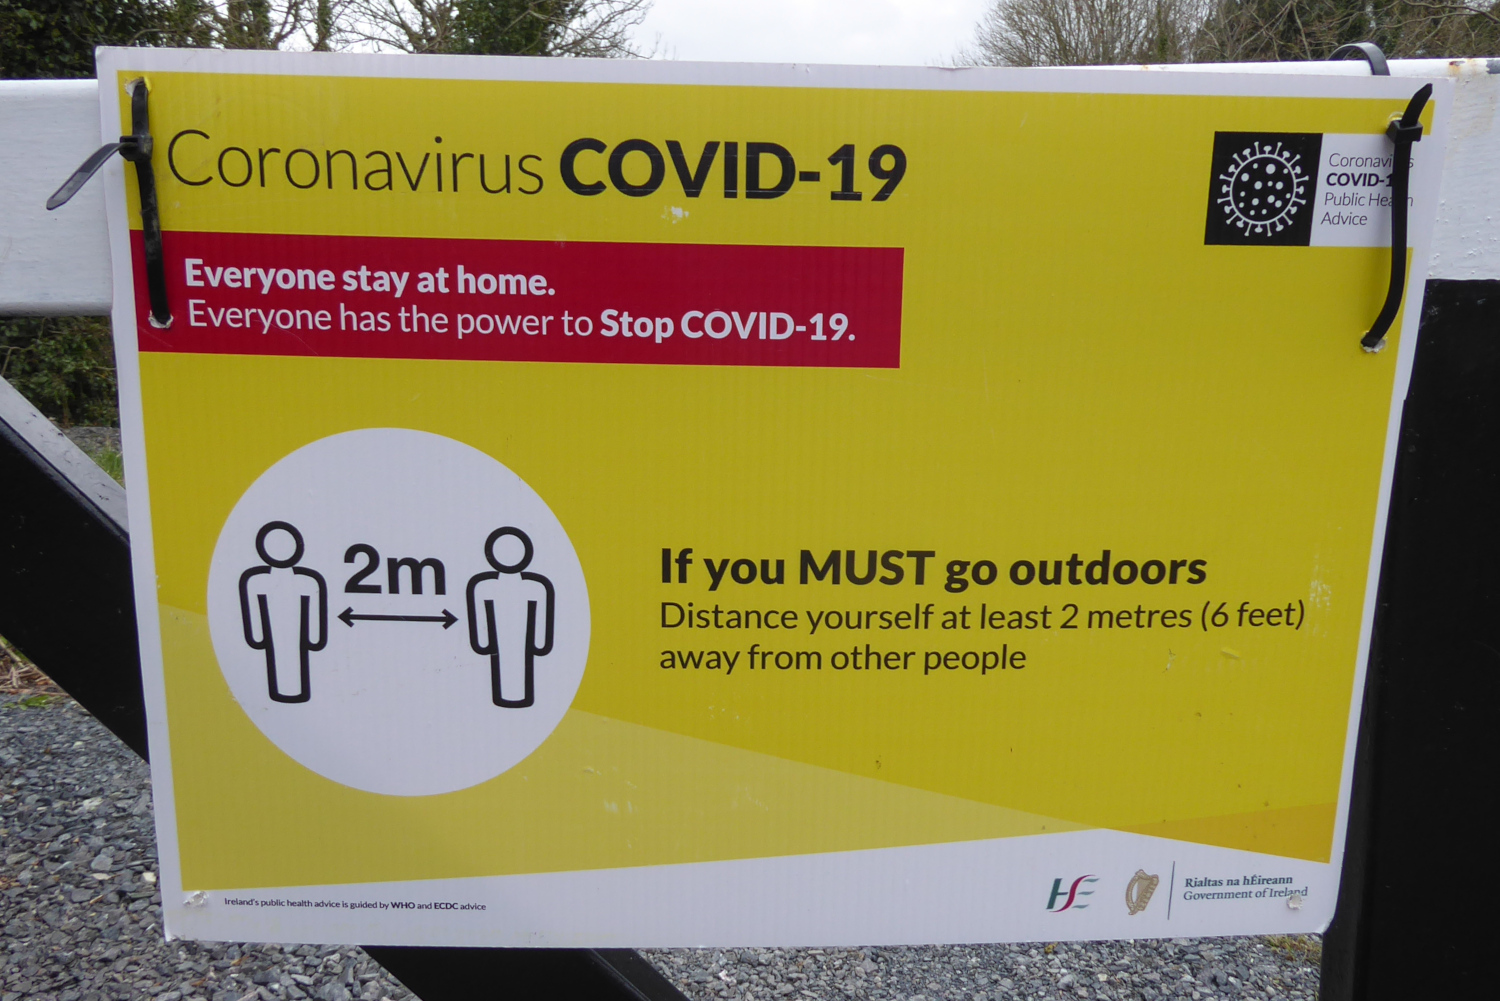 Coronavirus COVID-19
Coronavirus
COVID-1
Public Health
Advice
Everyone stay at home.
Everyone has the power to Stop COVID-19.
2m
If you MUST go outdoors
Distance yourself at least 2 metres (6 feet)
away from other people
Ireland's public health advice is guided by WHO and ECDC advice
HSE
Rialtas na hÉireann
Government of Ireland